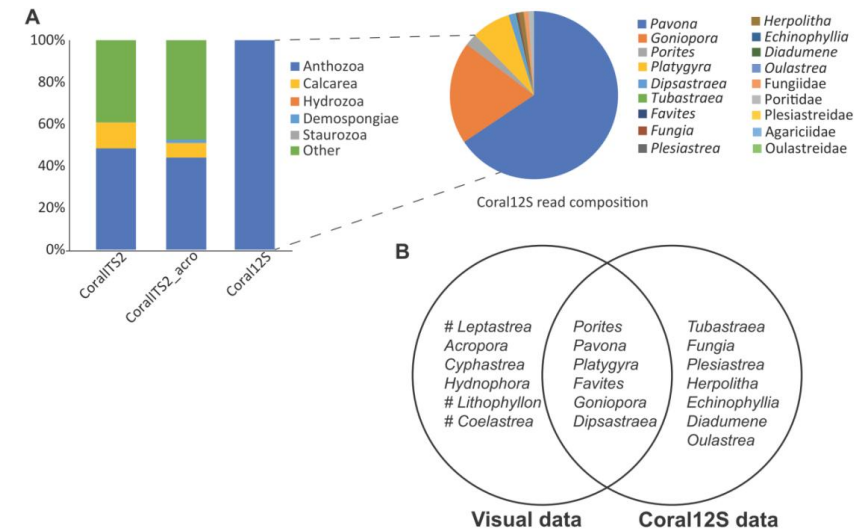 A
100%
80%
60%
40%
20%
0%
CoralITS2
CoralITS2_acro
Coral12S
Anthozoa
Calcarea
Hydrozoa
Demospongiae
Staurozoa
Other
Coral12S read composition
Pavona
Goniopora
Porites
Platygyra
Dipsastraea
Tubastraea
Favites
Fungia
Plesiastrea
Herpolitha
Echinophyllia
Diadumene
Oulastrea
Fungiidae
Poritidae
Plesiastreidae
Agariciidae
Oulastreidae
B
# Leptastrea
Acropora
Cyphastrea
Hydnophora
# Lithophyllon
# Coelastrea
Porites
Pavona
Platygyra
Favites
Goniopora
Dipsastraea
Tubastraea
Fungia
Plesiastrea
Herpolitha
Echinophyllia
Diadumene
Oulastrea
Visual data
Coral12S data